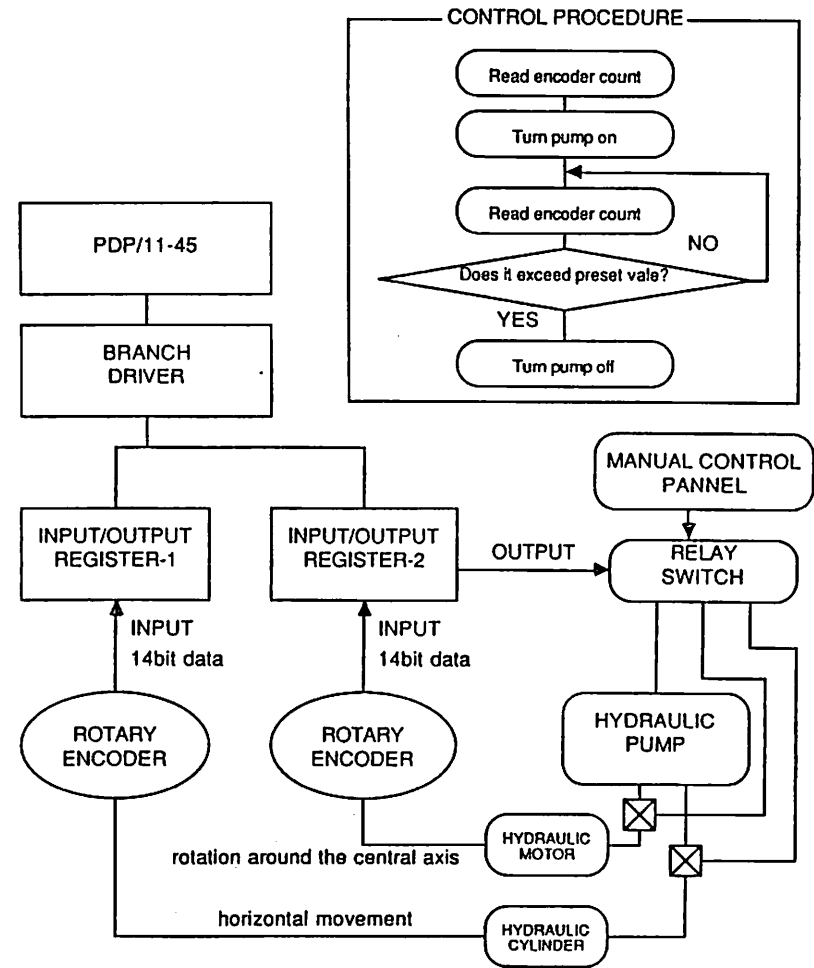 CONTROL PROCEDURE
Read encoder count
Turn pump on
Read encoder count
NO
Does it exceed preset vale?
YES
Turn pump off
PDP/11-45
BRANCH
DRIVER
MANUAL CONTROL
PANNEL
INPUT/OUTPUT
REGISTER-1
INPUT/OUTPUT
REGISTER-2
OUTPUT
RELAY
SWITCH
INPUT
14bit data
INPUT
14bit data
ROTARY
ENCODER
ROTARY
ENCODER
HYDRAULIC
PUMP
rotation around the central axis
HYDRAULIC
MOTOR
horizontal movement
HYDRAULIC
CYLINDER